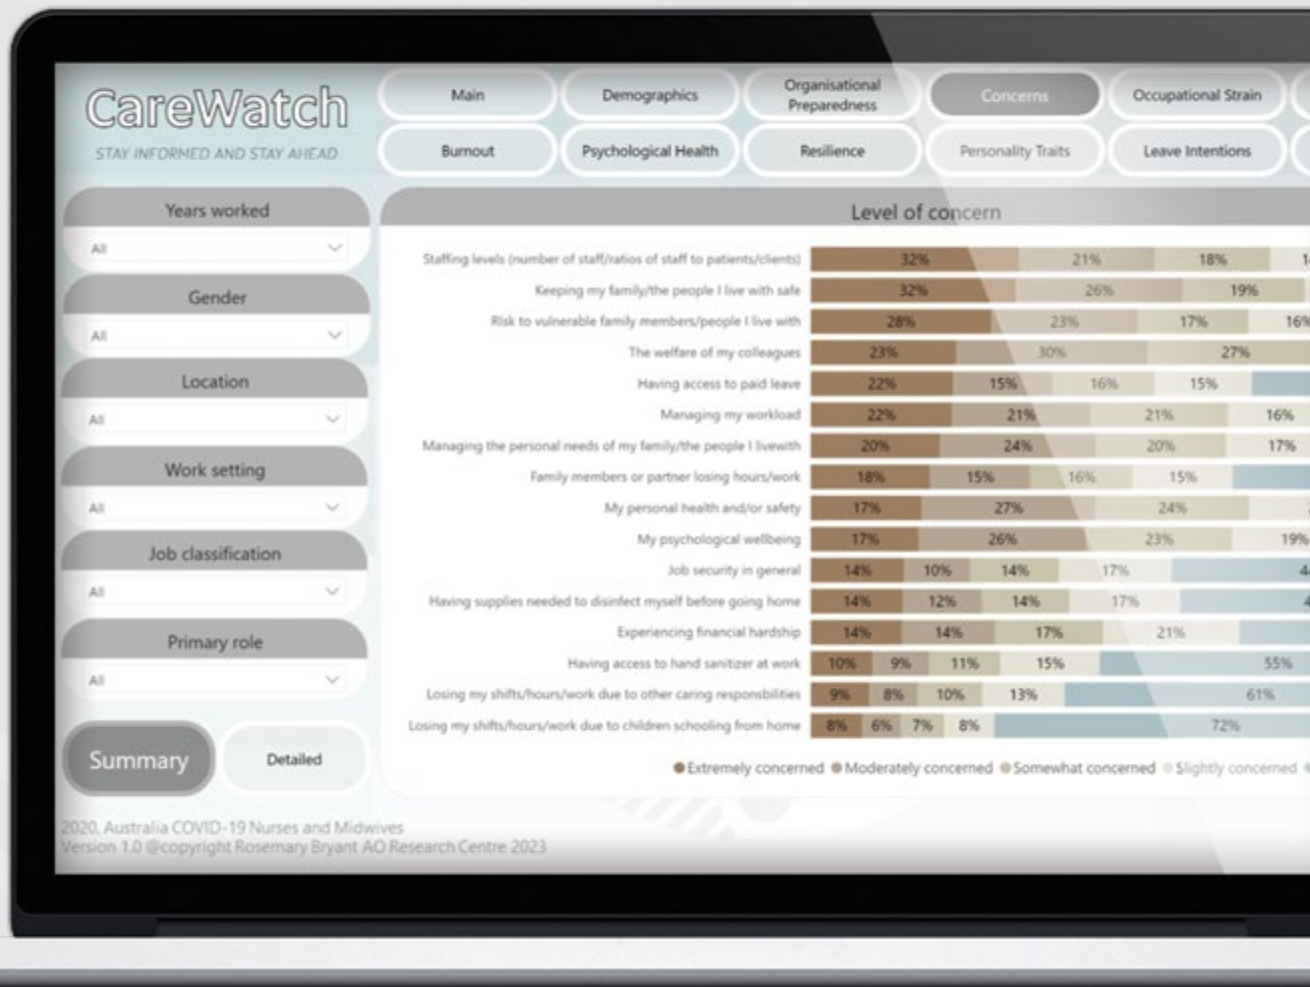 CareWatch
STAY INFORMED AND STAY AHEAD
Main
Demographics
Organisational
Preparedness
Concerns
Occupational Strain
Burnout
Psychological Health
Resilience
Personality Traits
Leave Intentions
Years worked
All
Gender
All
Location
All
Work setting
All
Job classification
All
Primary role
All
Summary
Detailed
Level of concern
Staffing levels (number of staff/ratios of staff to patients/clients) 32% 21% 18%
Keeping my family/the people I live with safe 32% 26% 19%
Risk to vulnerable family members/people I live with 28% 23% 17% 16%
The welfare of my colleagues 23% 30% 27%
Having access to paid leave 22% 15% 16% 15%
Managing my workload 22% 21% 21% 16%
Managing the personal needs of my family/the people I livewith 20% 24% 20% 17%
Family members or partner losing hours/work 18% 15% 16% 15%
My personal health and/or safety 17% 27% 24%
My psychological wellbeing 17% 26% 23% 19%
Job security in general 14% 10% 14% 17%
Having supplies needed to disinfect myself before going home 14% 12% 14% 17%
Experiencing financial hardship 14% 14% 17% 21%
Having access to hand sanitizer at work 10% 9% 11% 15% 55%
Losing my shifts/hours/work due to other caring responsbilities 9% 8% 10% 13% 61%
Losing my shifts/hours/work due to children schooling from home 8% 6% 7% 8% 72%
Extremely concerned Moderately concerned Somewhat concerned Slightly concerned
2020, Australia COVID-19 Nurses and Midwives
Version 1.0 @copyright Rosemary Bryant AO Research Centre 2023